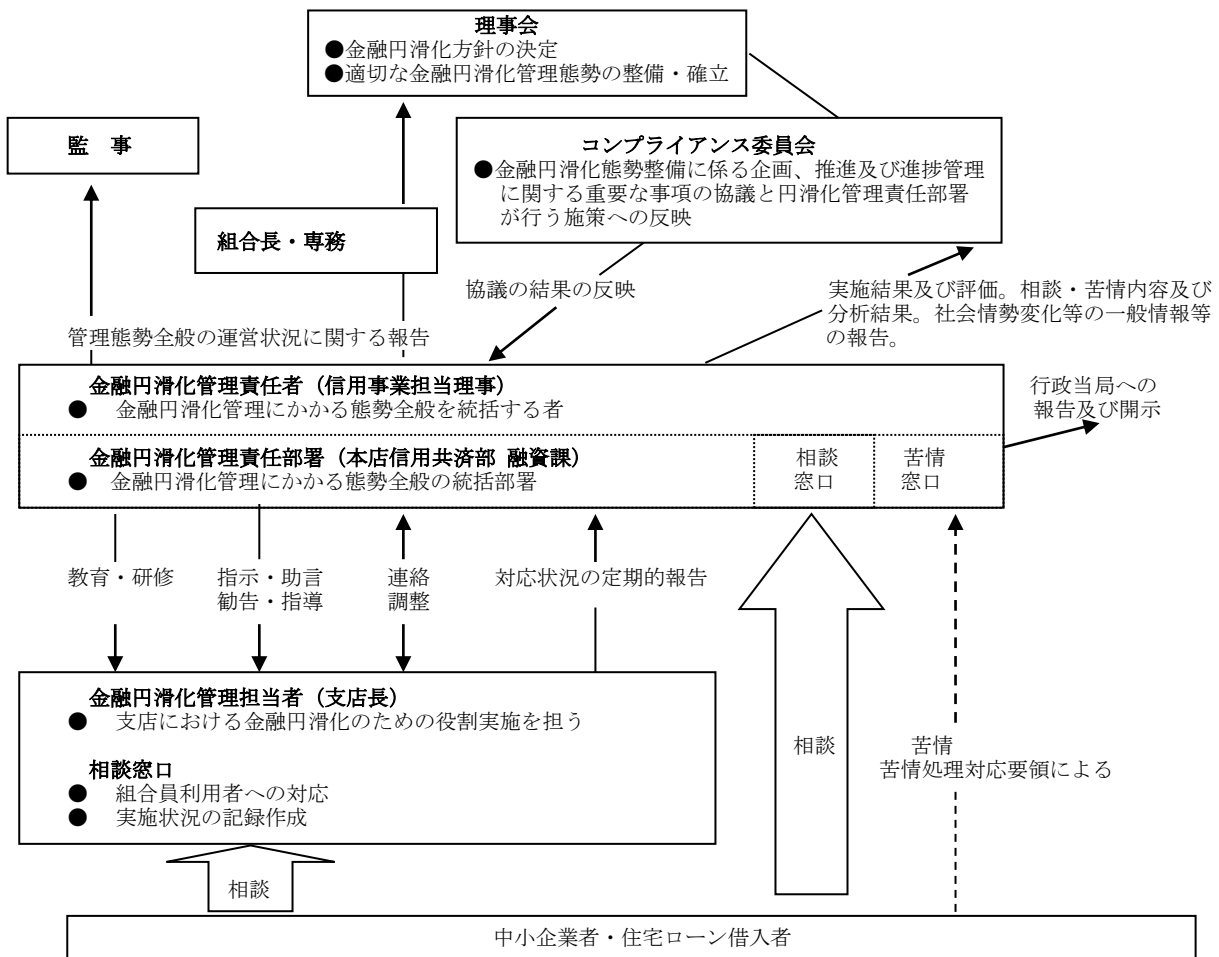 理事会
●金融円滑化方針の決定
●適切な金融円滑化管理態勢の整備・確立
監　事
コンプライアンス委員会
●金融円滑化態勢整備に係る企画、推進及び進捗管理
に関する重要な事項の協議と円滑化管理責任部署
が行う施策への反映
組合長・専務
協議の結果の反映
実施結果及び評価。相談・苦情内容及び
分析結果。社会情勢変化等の一般情報等
の報告。
管理態勢全般の運営状況に関する報告
金融円滑化管理責任者（信用事業担当理事）
●　金融円滑化管理にかかる態勢全般を統括する者
行政当局への
報告及び開示
金融円滑化管理責任部署（本店信用共済部 融資課）
●　金融円滑化管理にかかる態勢全般の統括部署
相談
窓口
苦情
窓口
教育・研修
指示・助言
勧告・指導
連絡
調整
対応状況の定期的報告
金融円滑化管理担当者（支店長）
●　支店における金融円滑化のための役割実施を担う
相談窓口
●　組合員利用者への対応
●　実施状況の記録作成
相談
苦情
苦情処理対応要領による
相談
中小企業者・住宅ローン借入者